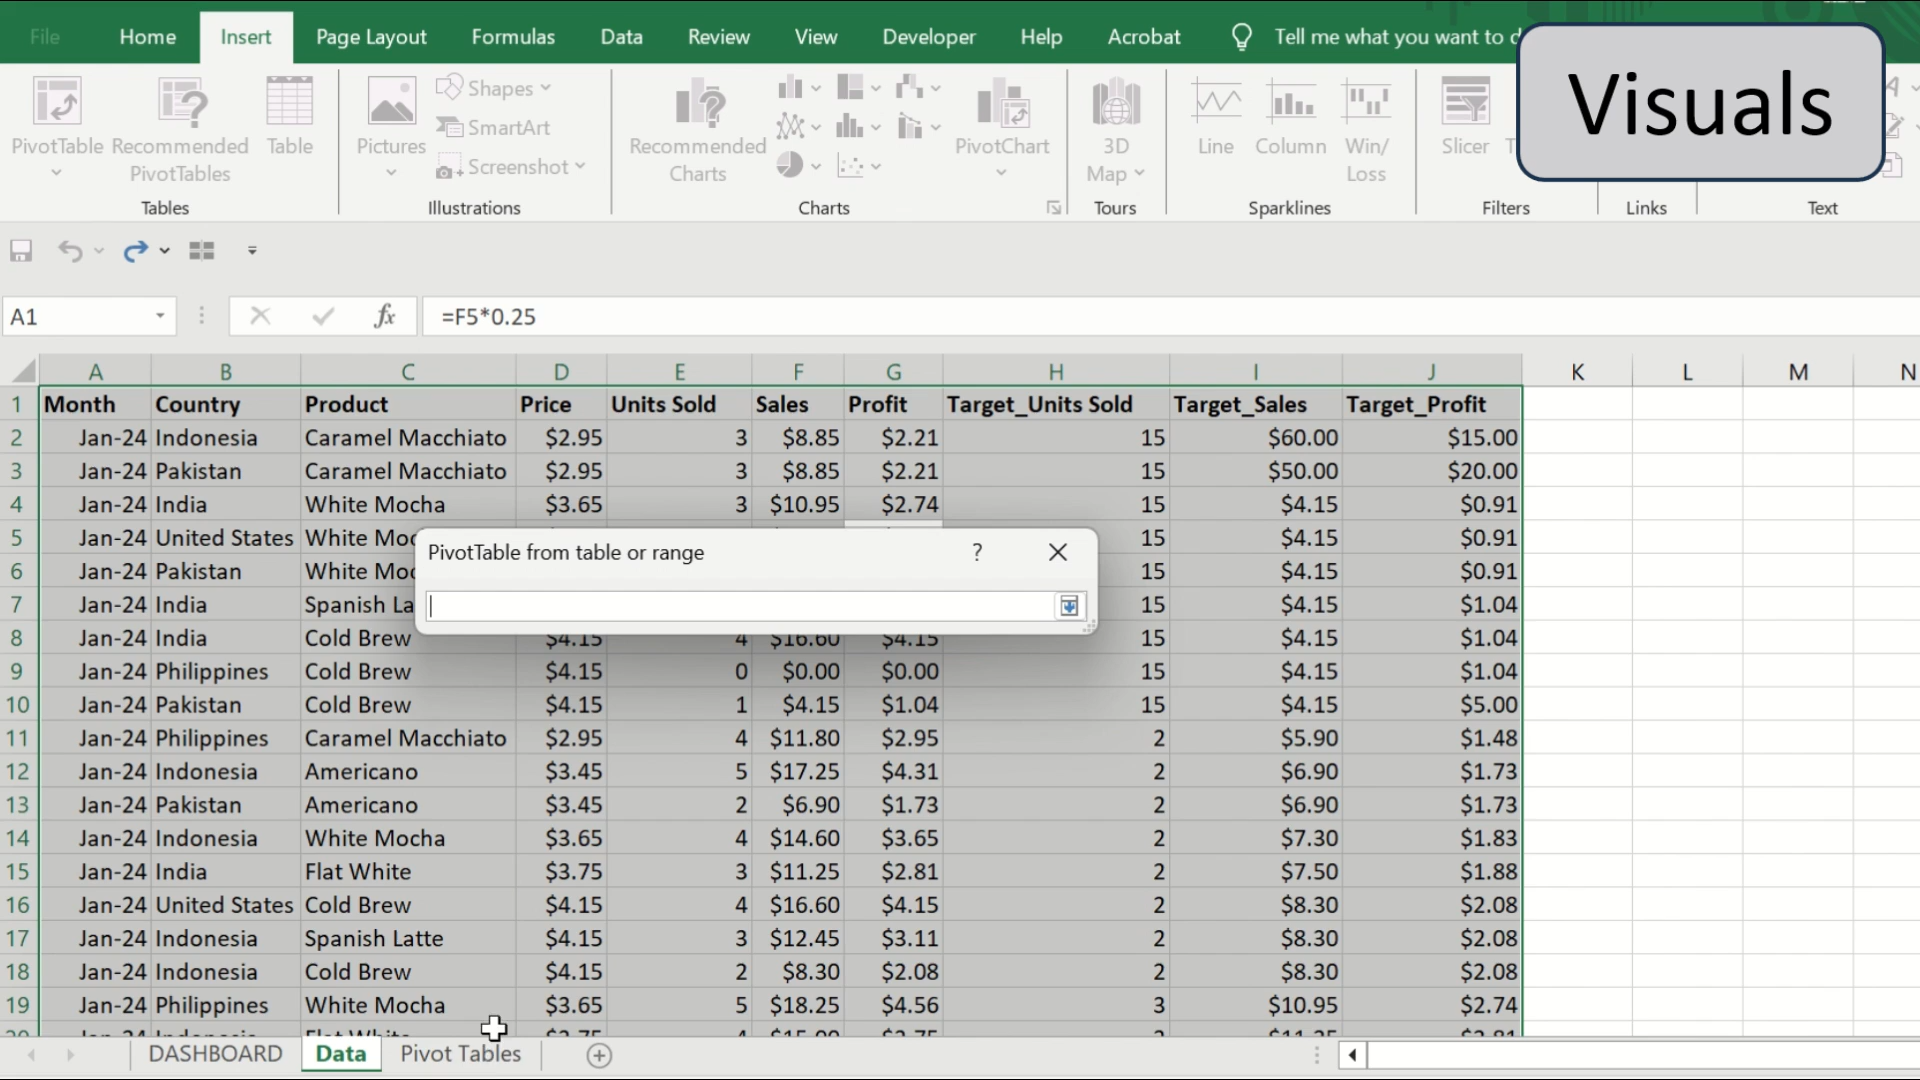 File Home Insert Page Layout Formulas Data Review View Developer Help Acrobat Tell me what you want to d
Visuals
PivotTable Recommended PivotTables Table
Tables
Pictures Shapes SmartArt Screenshot
Illustrations
Recommended Charts PivotChart
Charts
3D Map
Tours
Line Column Win/ Loss
Sparklines
Slicer T
Filters
Links
Text
A1 fx =F5*0.25
A B C D E F G H I J K L M N
1 Month Country Product Price Units Sold Sales Profit Target_Units Sold Target_Sales Target_Profit
2 Jan-24 Indonesia Caramel Macchiato $2.95 3 $8.85 $2.21 15 $60.00 $15.00
3 Jan-24 Pakistan Caramel Macchiato $2.95 3 $8.85 $2.21 15 $50.00 $20.00
4 Jan-24 India White Mocha $3.65 3 $10.95 $2.74 15 $4.15 $0.91
5 Jan-24 United States White Moc 15 $4.15 $0.91
PivotTable from table or range ?
6 Jan-24 Pakistan White Moc 15 $4.15 $0.91
7 Jan-24 India Spanish La 15 $4.15 $1.04
8 Jan-24 India Cold Brew $4.15 4 $16.60 $4.15 15 $4.15 $1.04
9 Jan-24 Philippines Cold Brew $4.15 0 $0.00 $0.00 15 $4.15 $1.04
10 Jan-24 Pakistan Cold Brew $4.15 1 $4.15 $1.04 15 $4.15 $5.00
11 Jan-24 Philippines Caramel Macchiato $2.95 4 $11.80 $2.95 2 $5.90 $1.48
12 Jan-24 Indonesia Americano $3.45 5 $17.25 $4.31 2 $6.90 $1.73
13 Jan-24 Pakistan Americano $3.45 2 $6.90 $1.73 2 $6.90 $1.73
14 Jan-24 Indonesia White Mocha $3.65 4 $14.60 $3.65 2 $7.30 $1.83
15 Jan-24 India Flat White $3.75 3 $11.25 $2.81 2 $7.50 $1.88
16 Jan-24 United States Cold Brew $4.15 4 $16.60 $4.15 2 $8.30 $2.08
17 Jan-24 Indonesia Spanish Latte $4.15 3 $12.45 $3.11 2 $8.30 $2.08
18 Jan-24 Indonesia Cold Brew $4.15 2 $8.30 $2.08 2 $8.30 $2.08
19 Jan-24 Philippines White Mocha $3.65 5 $18.25 $4.56 3 $10.95 $2.74
DASHBOARD Data Pivot Tables